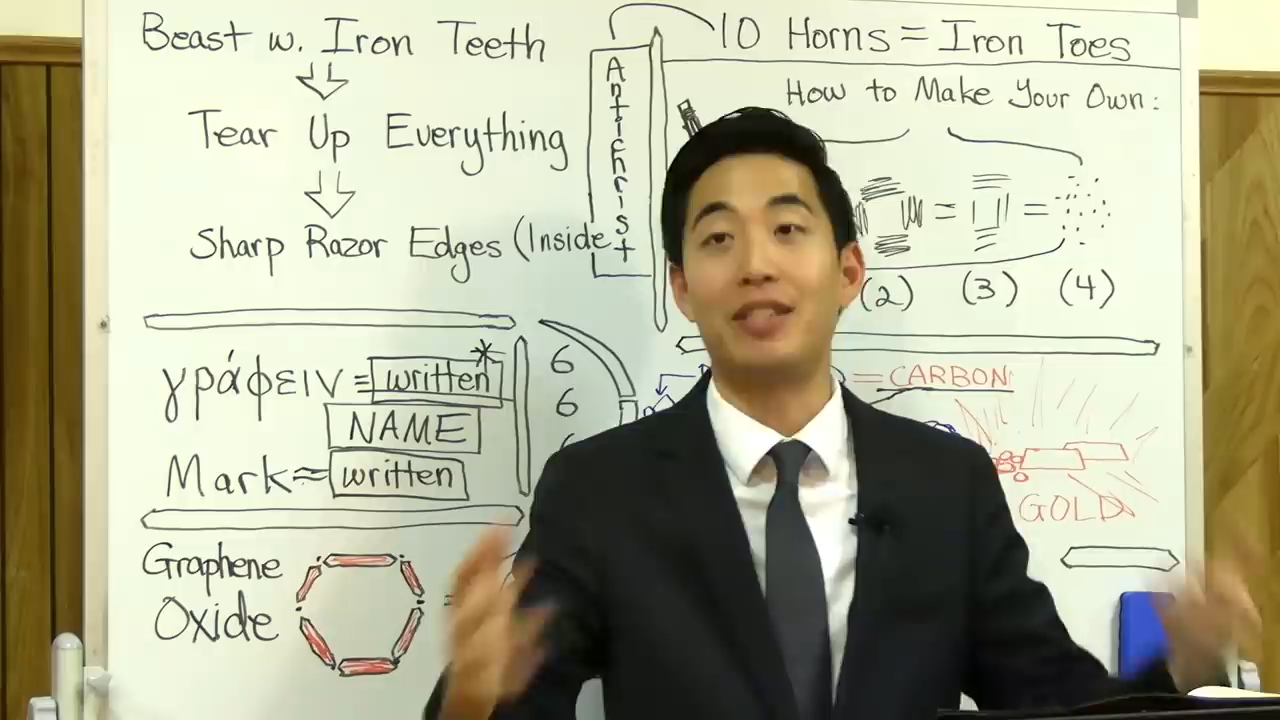 Beast w. Iron Teeth
Tear Up Everything
Sharp Razor Edges (Inside
Antichrist
10 Horns = Iron Toes
How to Make Your Own:
= =
(2) (3) (4)
γράφειν = written*
NAME
Mark ≈ written
6
6
= CARBON
GOLD
Graphene
Oxide =